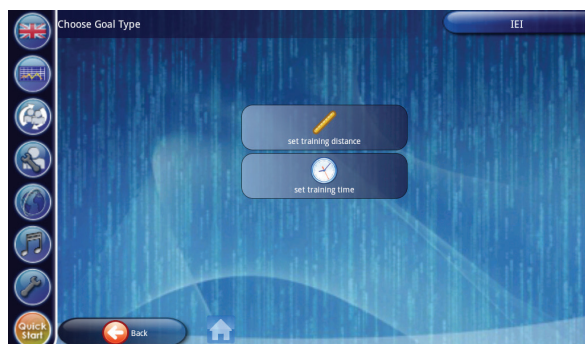 Choose Goal Type
IEI
set training distance
set training time
Quick
Start
Back